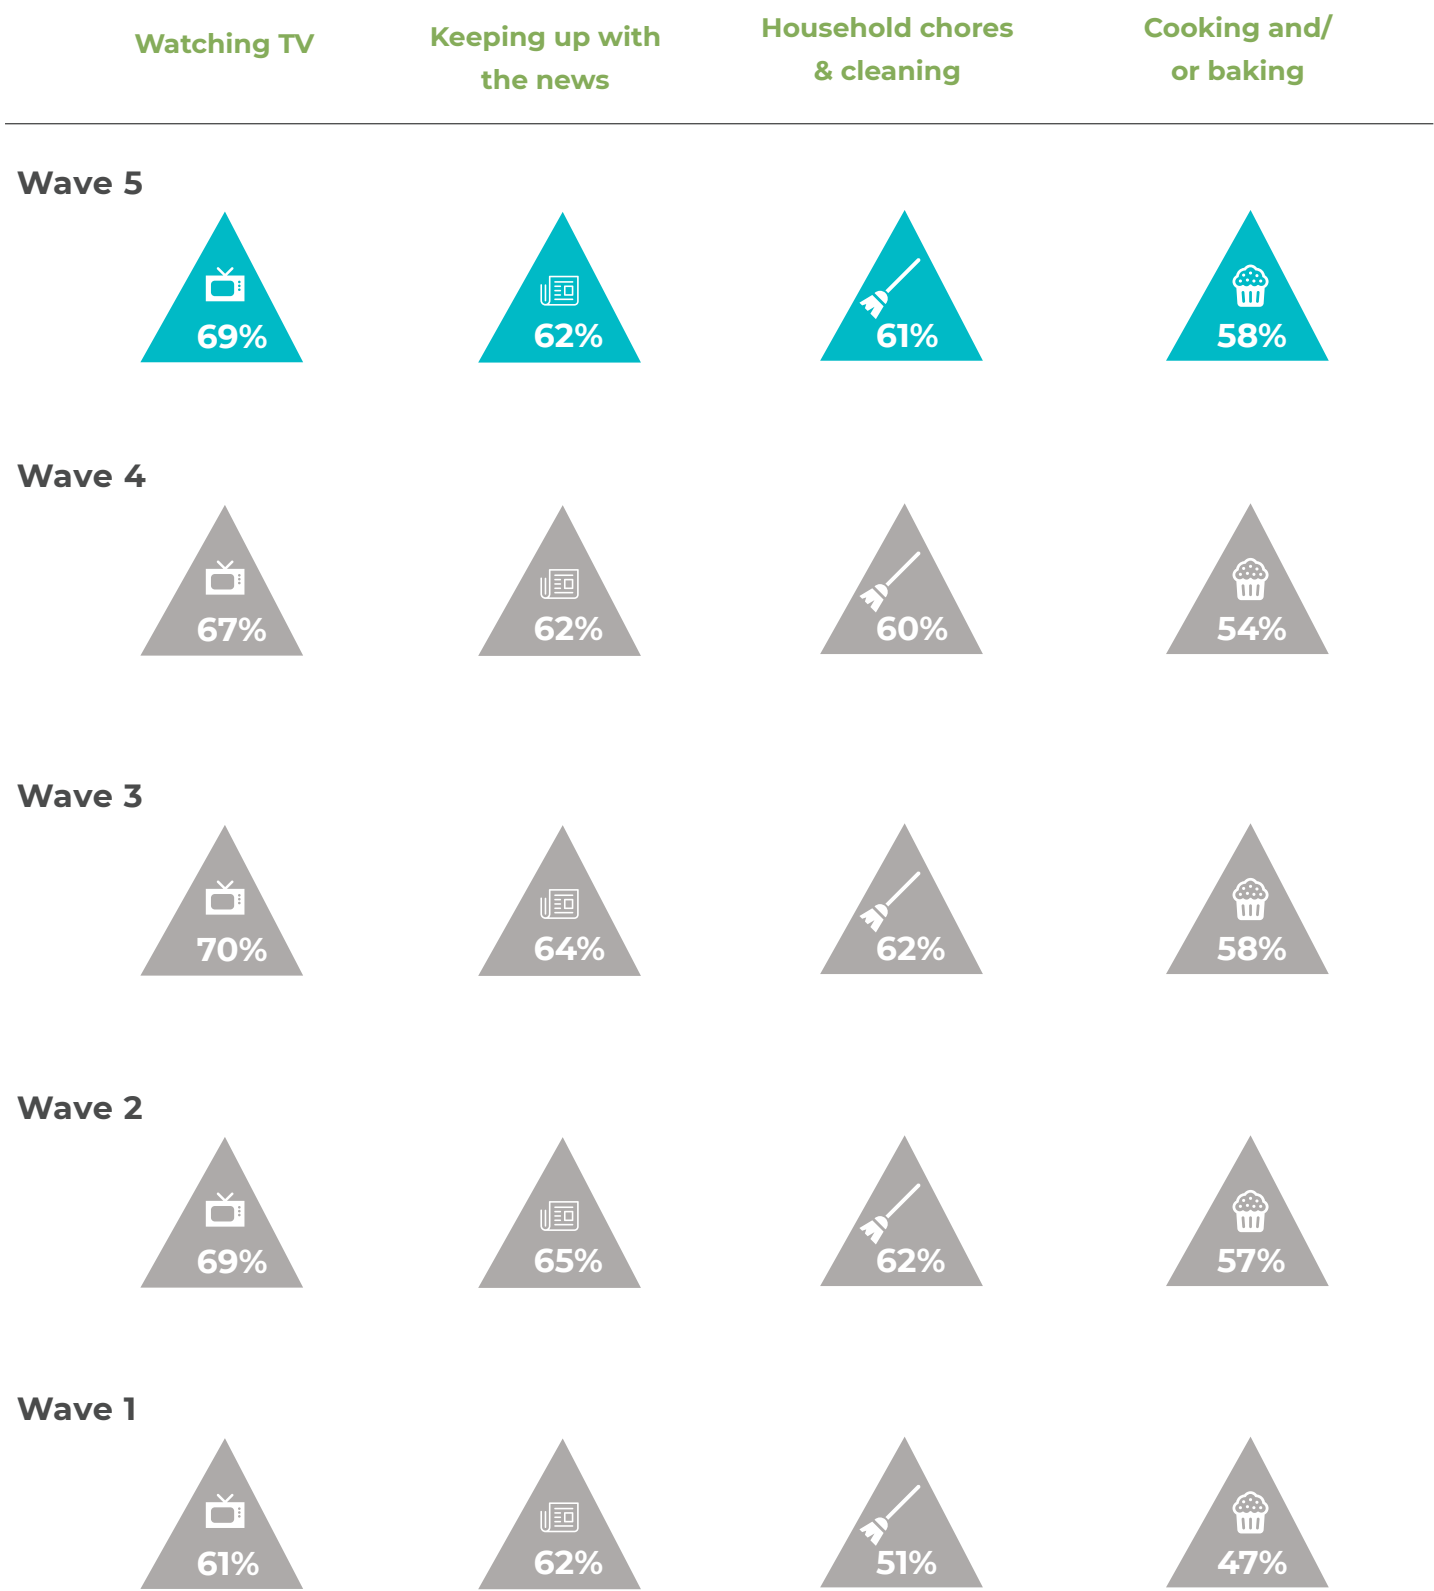 Watching TV
Keeping up with
the news
Household chores
& cleaning
Cooking and/
or baking
Wave 5
69%
62%
61%
58%
Wave 4
67%
62%
60%
54%
Wave 3
70%
64%
62%
58%
Wave 2
69%
65%
62%
57%
Wave 1
61%
62%
51%
47%